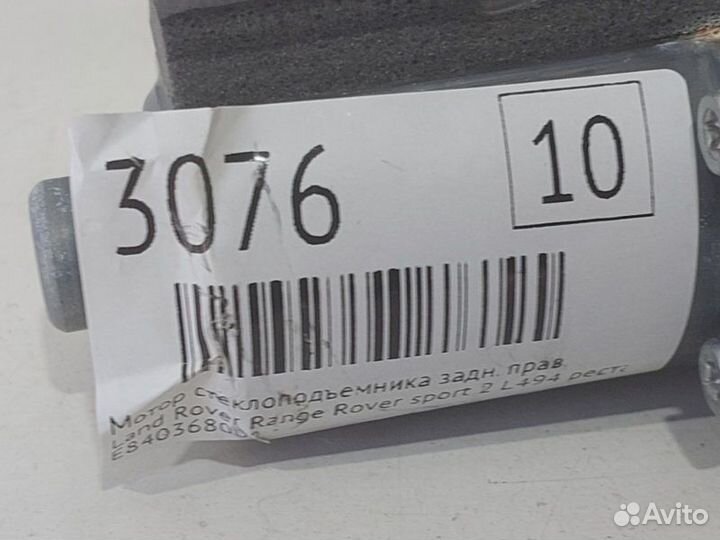 3076
10
Мотор стеклоподъемника задн. прав.
Land Rover Range Rover sport 2 L494 рест
Avito